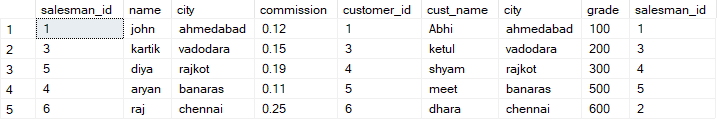 salesman_id name city commission customer_id cust_name city grade salesman_id
1 1 john ahmedabad 0.12 1 Abhi ahmedabad 100 1
2 3 kartik vadodara 0.15 3 ketul vadodara 200 3
3 5 diya rajkot 0.19 4 shyam rajkot 300 4
4 4 aryan banaras 0.11 5 meet banaras 500 5
5 6 raj chennai 0.25 6 dhara chennai 600 2